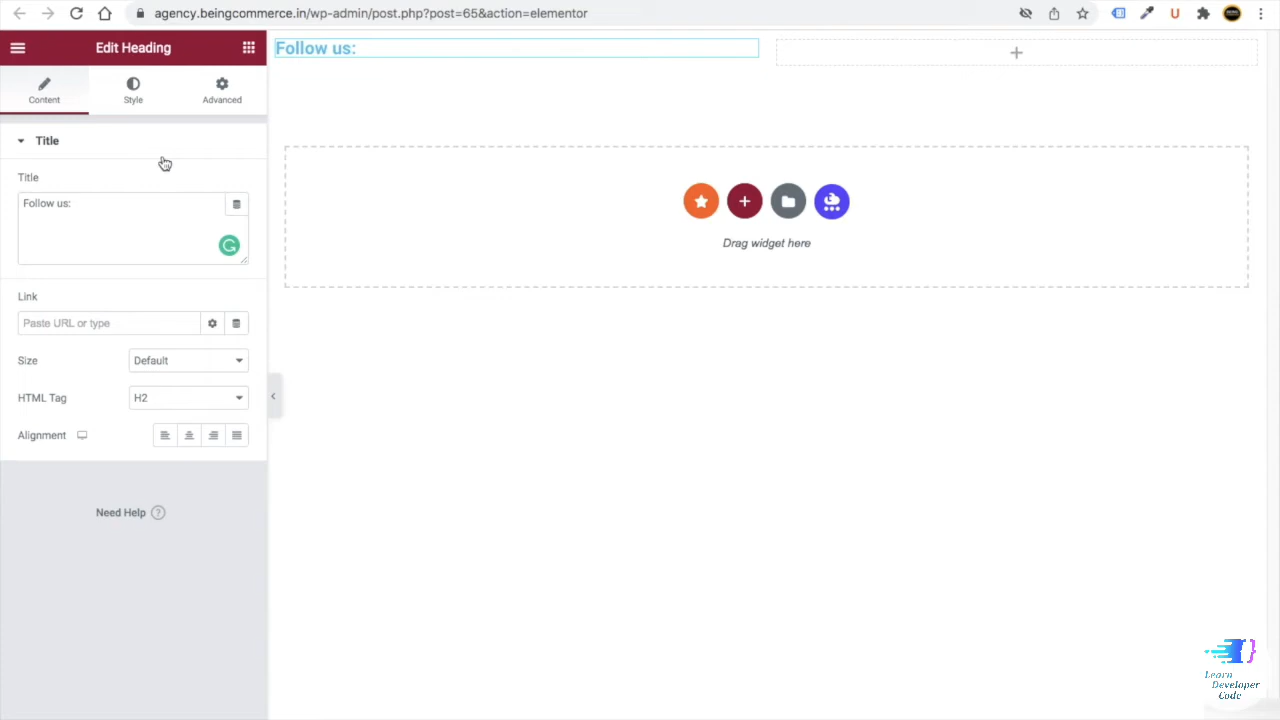 agency.beingcommerce.in/wp-admin/post.php?post=65&action=elementor
Edit Heading
Content
Style
Advanced
Title
Title
Follow us:
Link
Paste URL or type
Size
Default
HTML Tag
H2
Alignment
Need Help
Follow us:
Drag widget here
Learn
Developer
Code